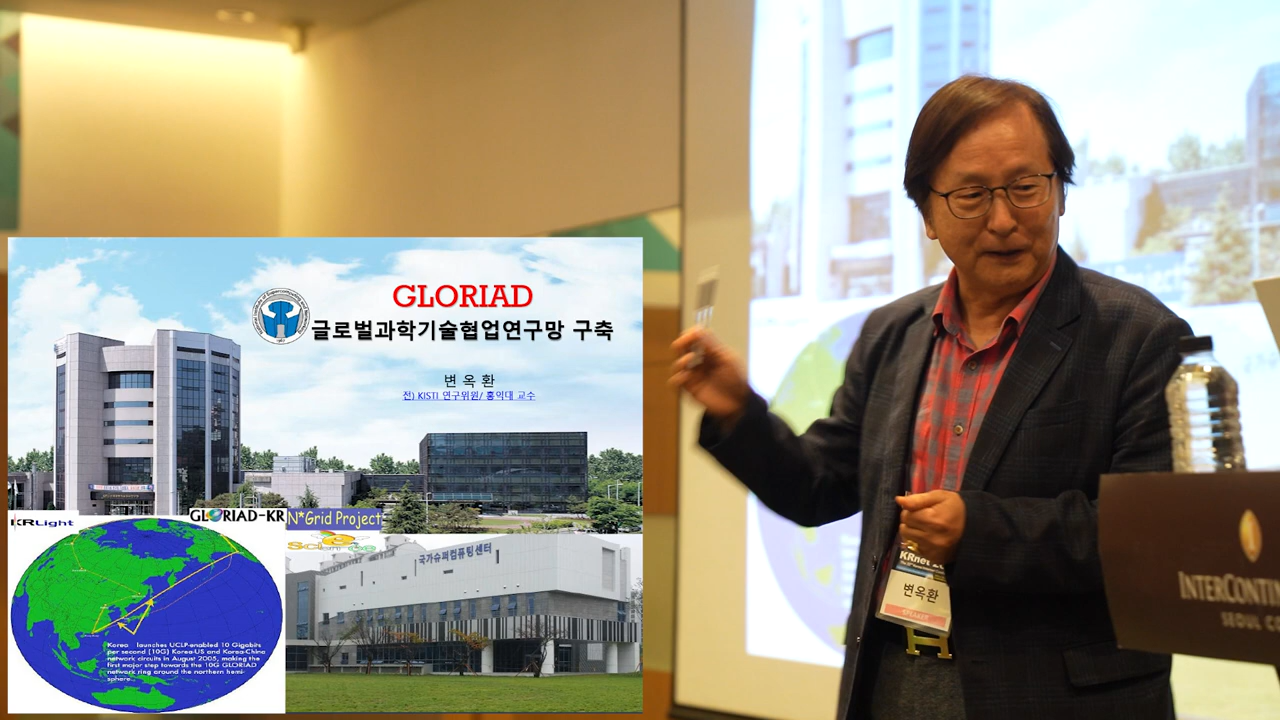 GLORIAD
글로벌과학기술협업연구망 구축
변 옥 환
전) KISTI 연구위원/ 홍익대 교수
KRLight
GLORIAD-KR
N*Grid Project
국가슈퍼컴퓨팅센터
Korea launches UCLP-enabled 10 Gigabits
per second (10G) Korea-US and Korea-China
network circuits in August 2005, making the
first major step towards the 10G GLORIAD
network ring around the northern hemi-
sphere.
KRnet
변옥환
SPEAKER
INTERCONTIN
SEOUL C